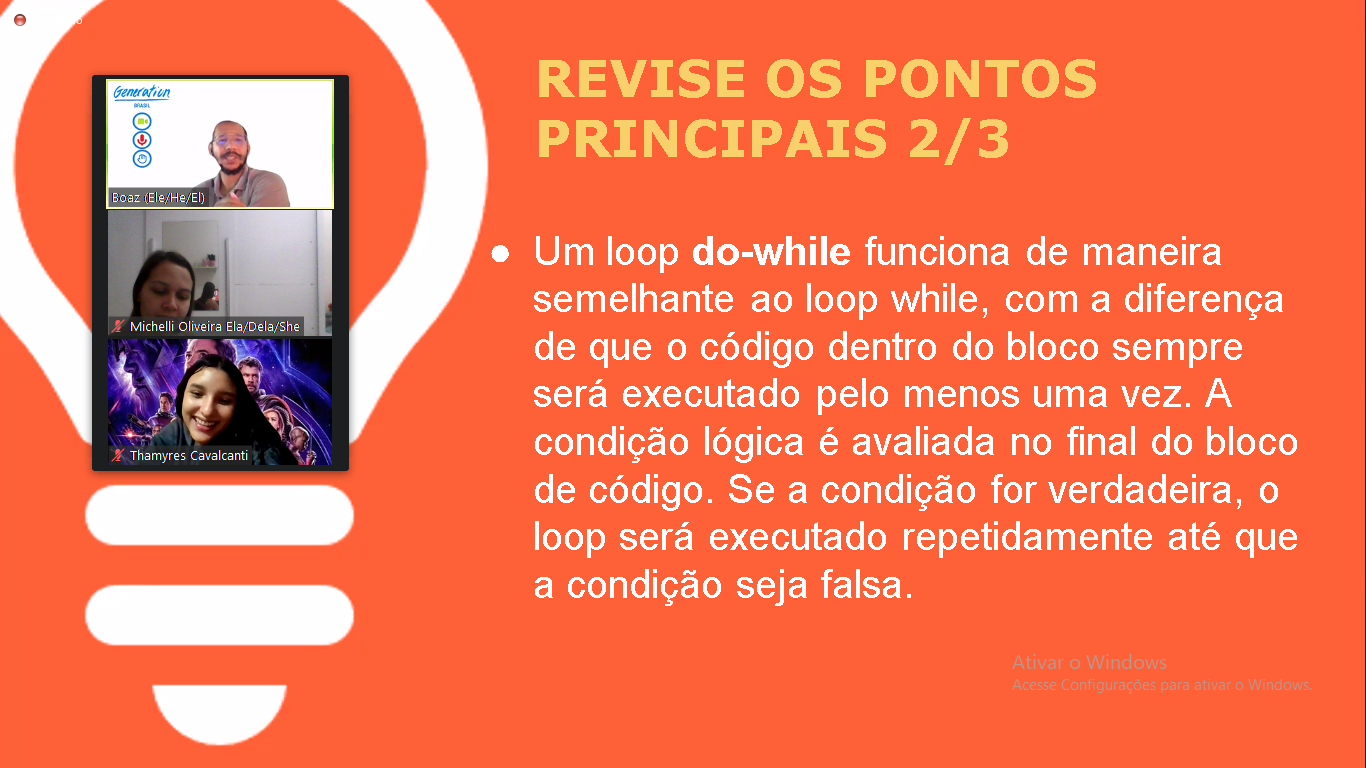 Generation
BRASIL
Boaz (Ele/He/El)
Michelli Oliveira Ela/Dela/She
Thamyres Cavalcanti
REVISE OS PONTOS
PRINCIPAIS 2/3
● Um loop do-while funciona de maneira
semelhante ao loop while, com a diferença
de que o código dentro do bloco sempre
será executado pelo menos uma vez. A
condição lógica é avaliada no final do bloco
de código. Se a condição for verdadeira, o
loop será executado repetidamente até que
a condição seja falsa.
Ativar o Windows
Acesse Configurações para ativar o Windows.